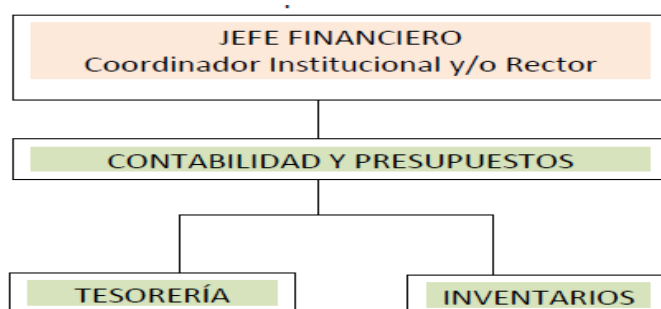 JEFE FINANCIERO
Coordinador Institucional y/o Rector
CONTABILIDAD Y PRESUPUESTOS
TESORERÍA
INVENTARIOS